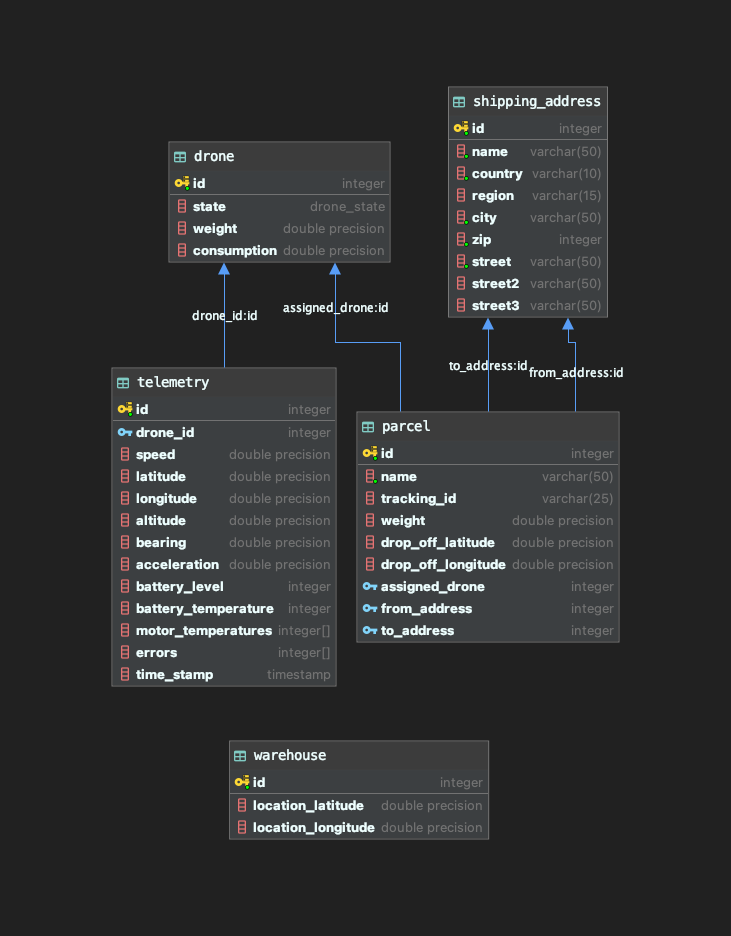 shipping_address
id integer
name varchar(50)
country varchar(10)
region varchar(15)
city varchar(50)
zip integer
street varchar(50)
street2 varchar(50)
street3 varchar(50)
drone
id integer
state drone_state
weight double precision
consumption double precision
drone_id:id
assigned_drone:id
to_address:id
from_address:id
telemetry
id integer
drone_id integer
speed double precision
latitude double precision
longitude double precision
altitude double precision
bearing double precision
acceleration double precision
battery_level integer
battery_temperature integer
motor_temperatures integer[]
errors integer[]
time_stamp timestamp
parcel
id integer
name varchar(50)
tracking_id varchar(25)
weight double precision
drop_off_latitude double precision
drop_off_longitude double precision
assigned_drone integer
from_address integer
to_address integer
warehouse
id integer
location_latitude double precision
location_longitude double precision